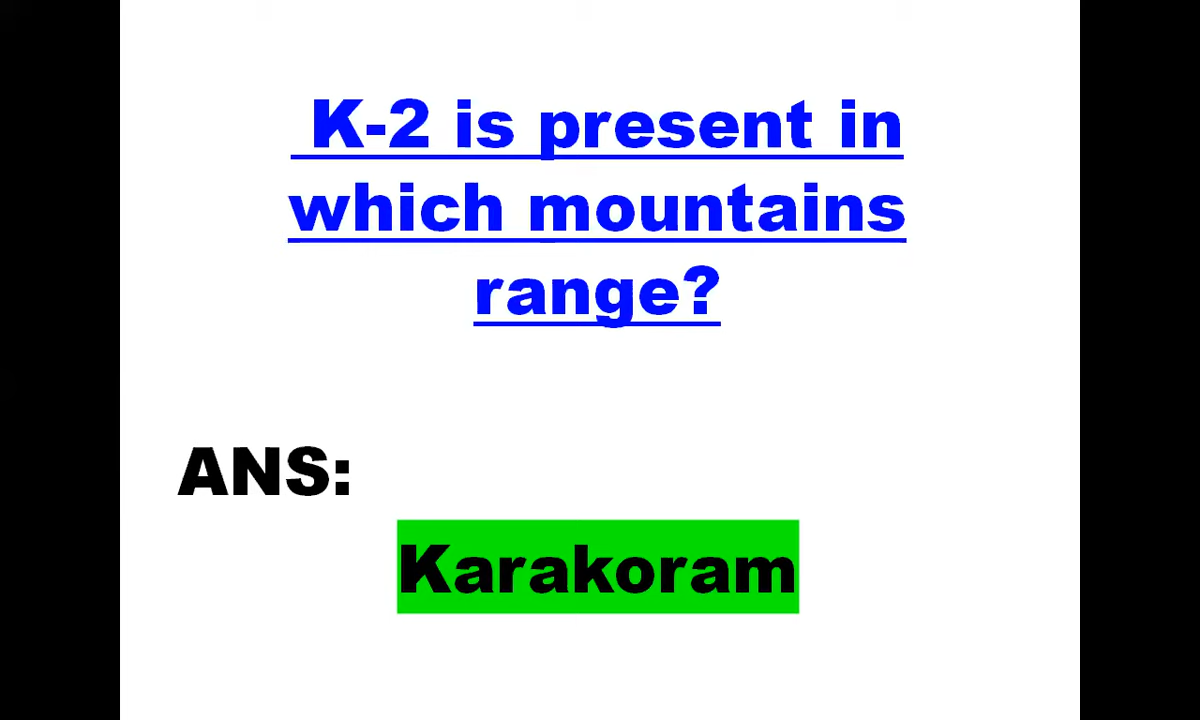 K-2 is present in
which mountains
range?
ANS:
Karakoram